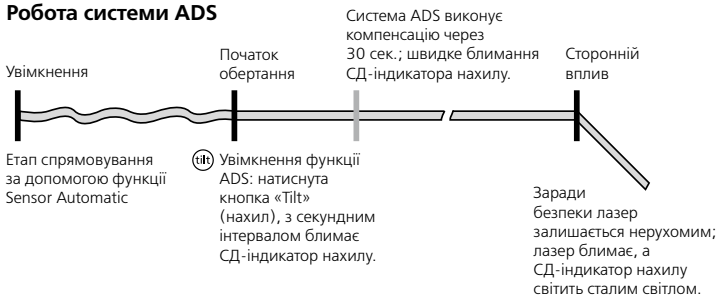 Робота системи ADS
Система ADS виконує
компенсацію через
30 сек.; швидке блимання
СД-індикатора нахилу.
Увімкнення
Початок
обертання
Сторонній
вплив
Етап спрямовування
за допомогою функції
Sensor Automatic
tilt
Увімкнення функції
ADS: натиснута
кнопка «Tilt»
(нахил), з секундним
інтервалом блимає
СД-індикатор нахилу.
Заради
безпеки лазер
залишається нерухомим;
лазер блимає, а
СД-індикатор нахилу
світить сталим світлом.